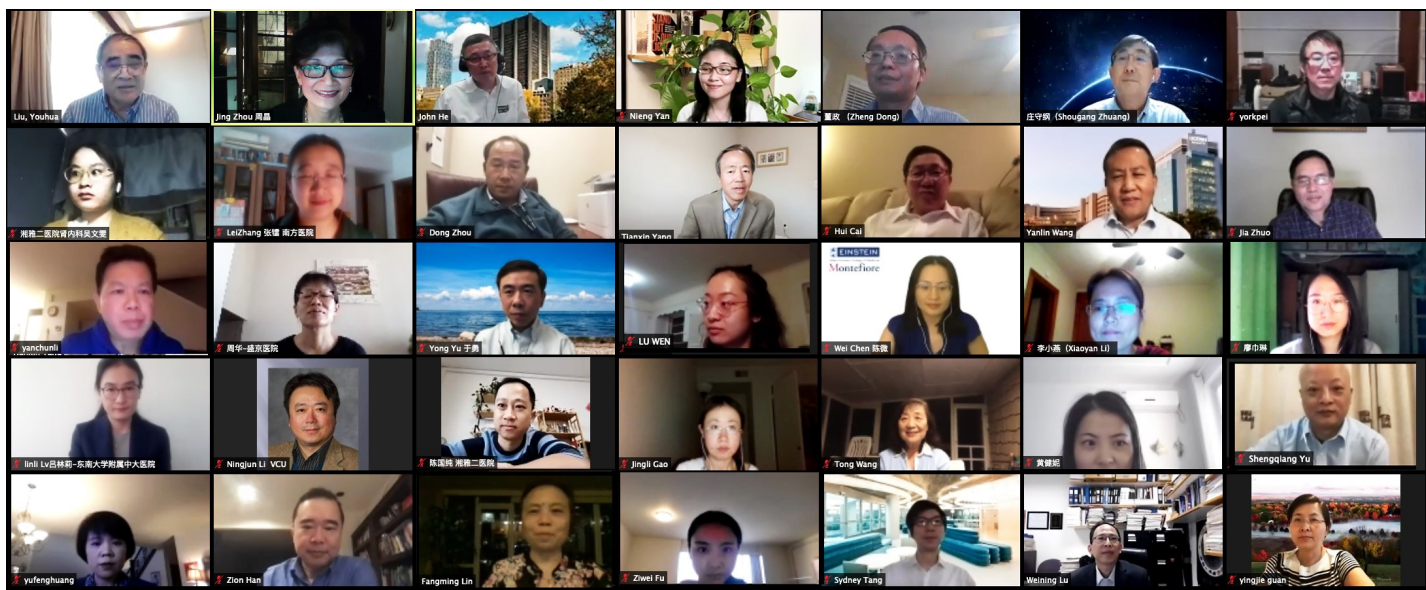 Liu, Youhua
Jing Zhou 周晶
John He
STAND
OUT
OF OUR
Nieng Yan
董政 （Zheng Dong）
庄守纲（Shougang Zhuang）
yorkpei
湘雅二医院肾内科吴文雯
LeiZhang 张镭 南方医院
Dong Zhou
Tianxin Yang
Hui Cai
Yanlin Wang
Jia Zhuo
yanchunli
周华-盛京医院
Yong Yu 于勇
LU WEN
EINSTEIN
Montefiore
Wei Chen 陈薇
李小燕（Xiaoyan Li）
廖巾琳
linli Lv吕林莉-东南大学附属中大医院
Ningjun Li VCU
陈国纯 湘雅二医院
Jingli Gao
Tong Wang
黄健妮
Shengqiang Yu
yufenghuang
Zion Han
Fangming Lin
Ziwei Fu
Sydney Tang
Weining Lu
yingjie guan